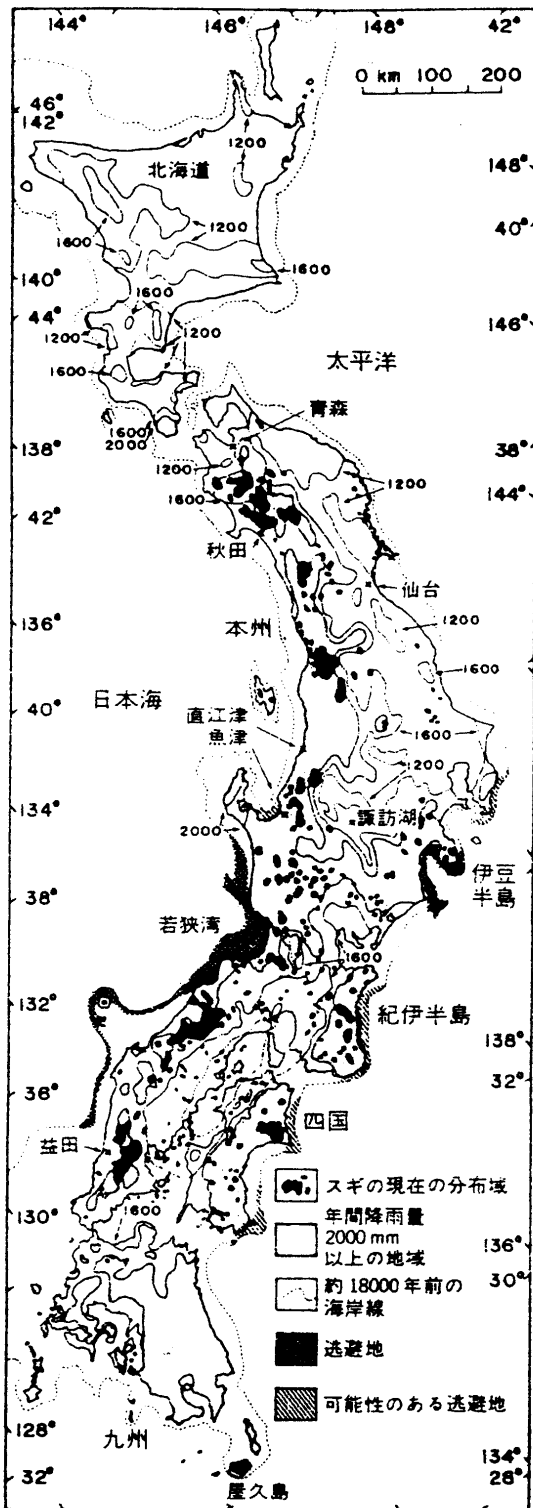 144° 146° 148°
0 km 100 200
46°
142°
1200
北海道
148°
1200
1600
40°
1600
140°
44°
1600
1200
1200
146°
1600
太平洋
1600
2000
青森
138°
38°
1200
1200
144°
1600
42°
秋田
仙台
136°
本州
1200
1600
日本海
直江津
40°
魚津
1600
1200
134°
2000
諏訪湖
伊豆
半島
38°
若狭湾
1600
132°
紀伊半島
138°
32°
36°
四国
益田
スギの現在の分布域
130°
1600
年間降雨量
2000 mm
以上の地域
136°
30°
約18000年前の
海岸線
逃避地
可能性のある逃避地
128°
九州
134°
32°
28°
屋久島